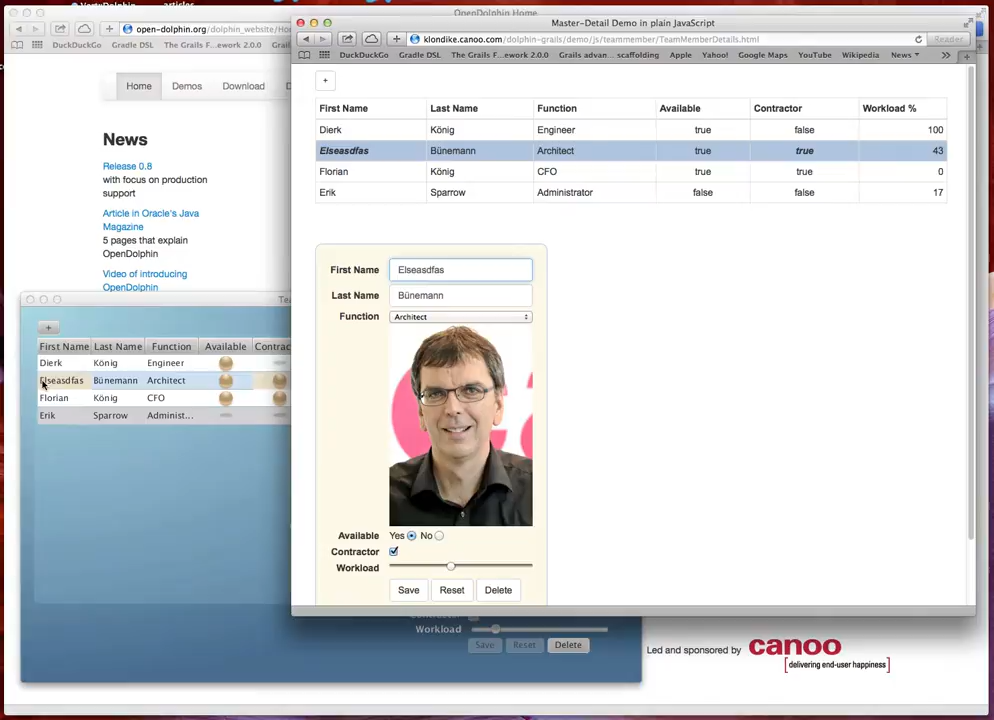 OpenDolphin Home
open-dolphin.org/dolphin_website/Ho
DuckDuckGo Gradle DSL The Grails F...ework 2.0.0
Home Demos Download D
News
Release 0.8
with focus on production
support
Article in Oracle's Java
Magazine
5 pages that explain
OpenDolphin
Video of introducing
OpenDolphin
Master-Detail Demo in plain JavaScript
klondike.canoo.com/dolphin-grails/demo/js/teammember/TeamMemberDetails.html
Reader
DuckDuckGo Gradle DSL The Grails F...ework 2.0.0 Grails advan... scaffolding Apple Yahoo! Google Maps YouTube Wikipedia News
+
First Name Last Name Function Available Contractor Workload %
Dierk König Engineer true false 100
Elseasdfas Bünemann Architect true true 43
Florian König CFO true true 0
Erik Sparrow Administrator false false 17
First Name Elseasdfas
Last Name Bünemann
Function Architect
Available Yes No
Contractor
Workload
Save Reset Delete
+
First Name Last Name Function Available Contrac
Dierk König Engineer
Elseasdfas Bünemann Architect
Florian König CFO
Erik Sparrow Administ...
Workload
Save Reset Delete
Led and sponsored by canoo
[delivering end-user happiness]